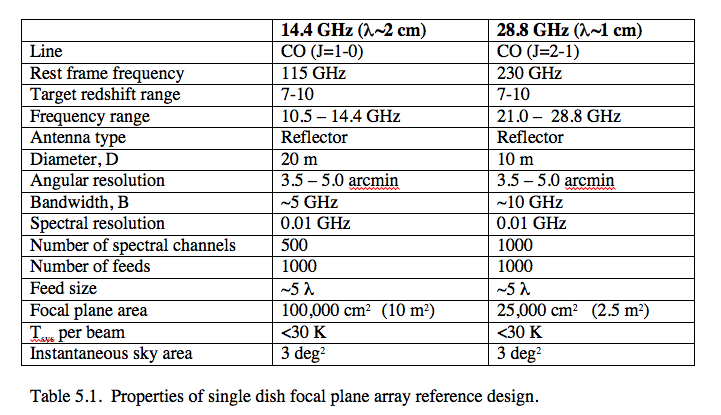 14.4 GHz (λ~2 cm) 28.8 GHz (λ~1 cm)
Line CO (J=1-0) CO (J=2-1)
Rest frame frequency 115 GHz 230 GHz
Target redshift range 7-10 7-10
Frequency range 10.5 – 14.4 GHz 21.0 – 28.8 GHz
Antenna type Reflector Reflector
Diameter, D 20 m 10 m
Angular resolution 3.5 – 5.0 arcmin 3.5 – 5.0 arcmin
Bandwidth, B ~5 GHz ~10 GHz
Spectral resolution 0.01 GHz 0.01 GHz
Number of spectral channels 500 1000
Number of feeds 1000 1000
Feed size ~5 λ ~5 λ
Focal plane area 100,000 cm² (10 m²) 25,000 cm² (2.5 m²)
Tsys per beam <30 K <30 K
Instantaneous sky area 3 deg² 3 deg²
Table 5.1. Properties of single dish focal plane array reference design.